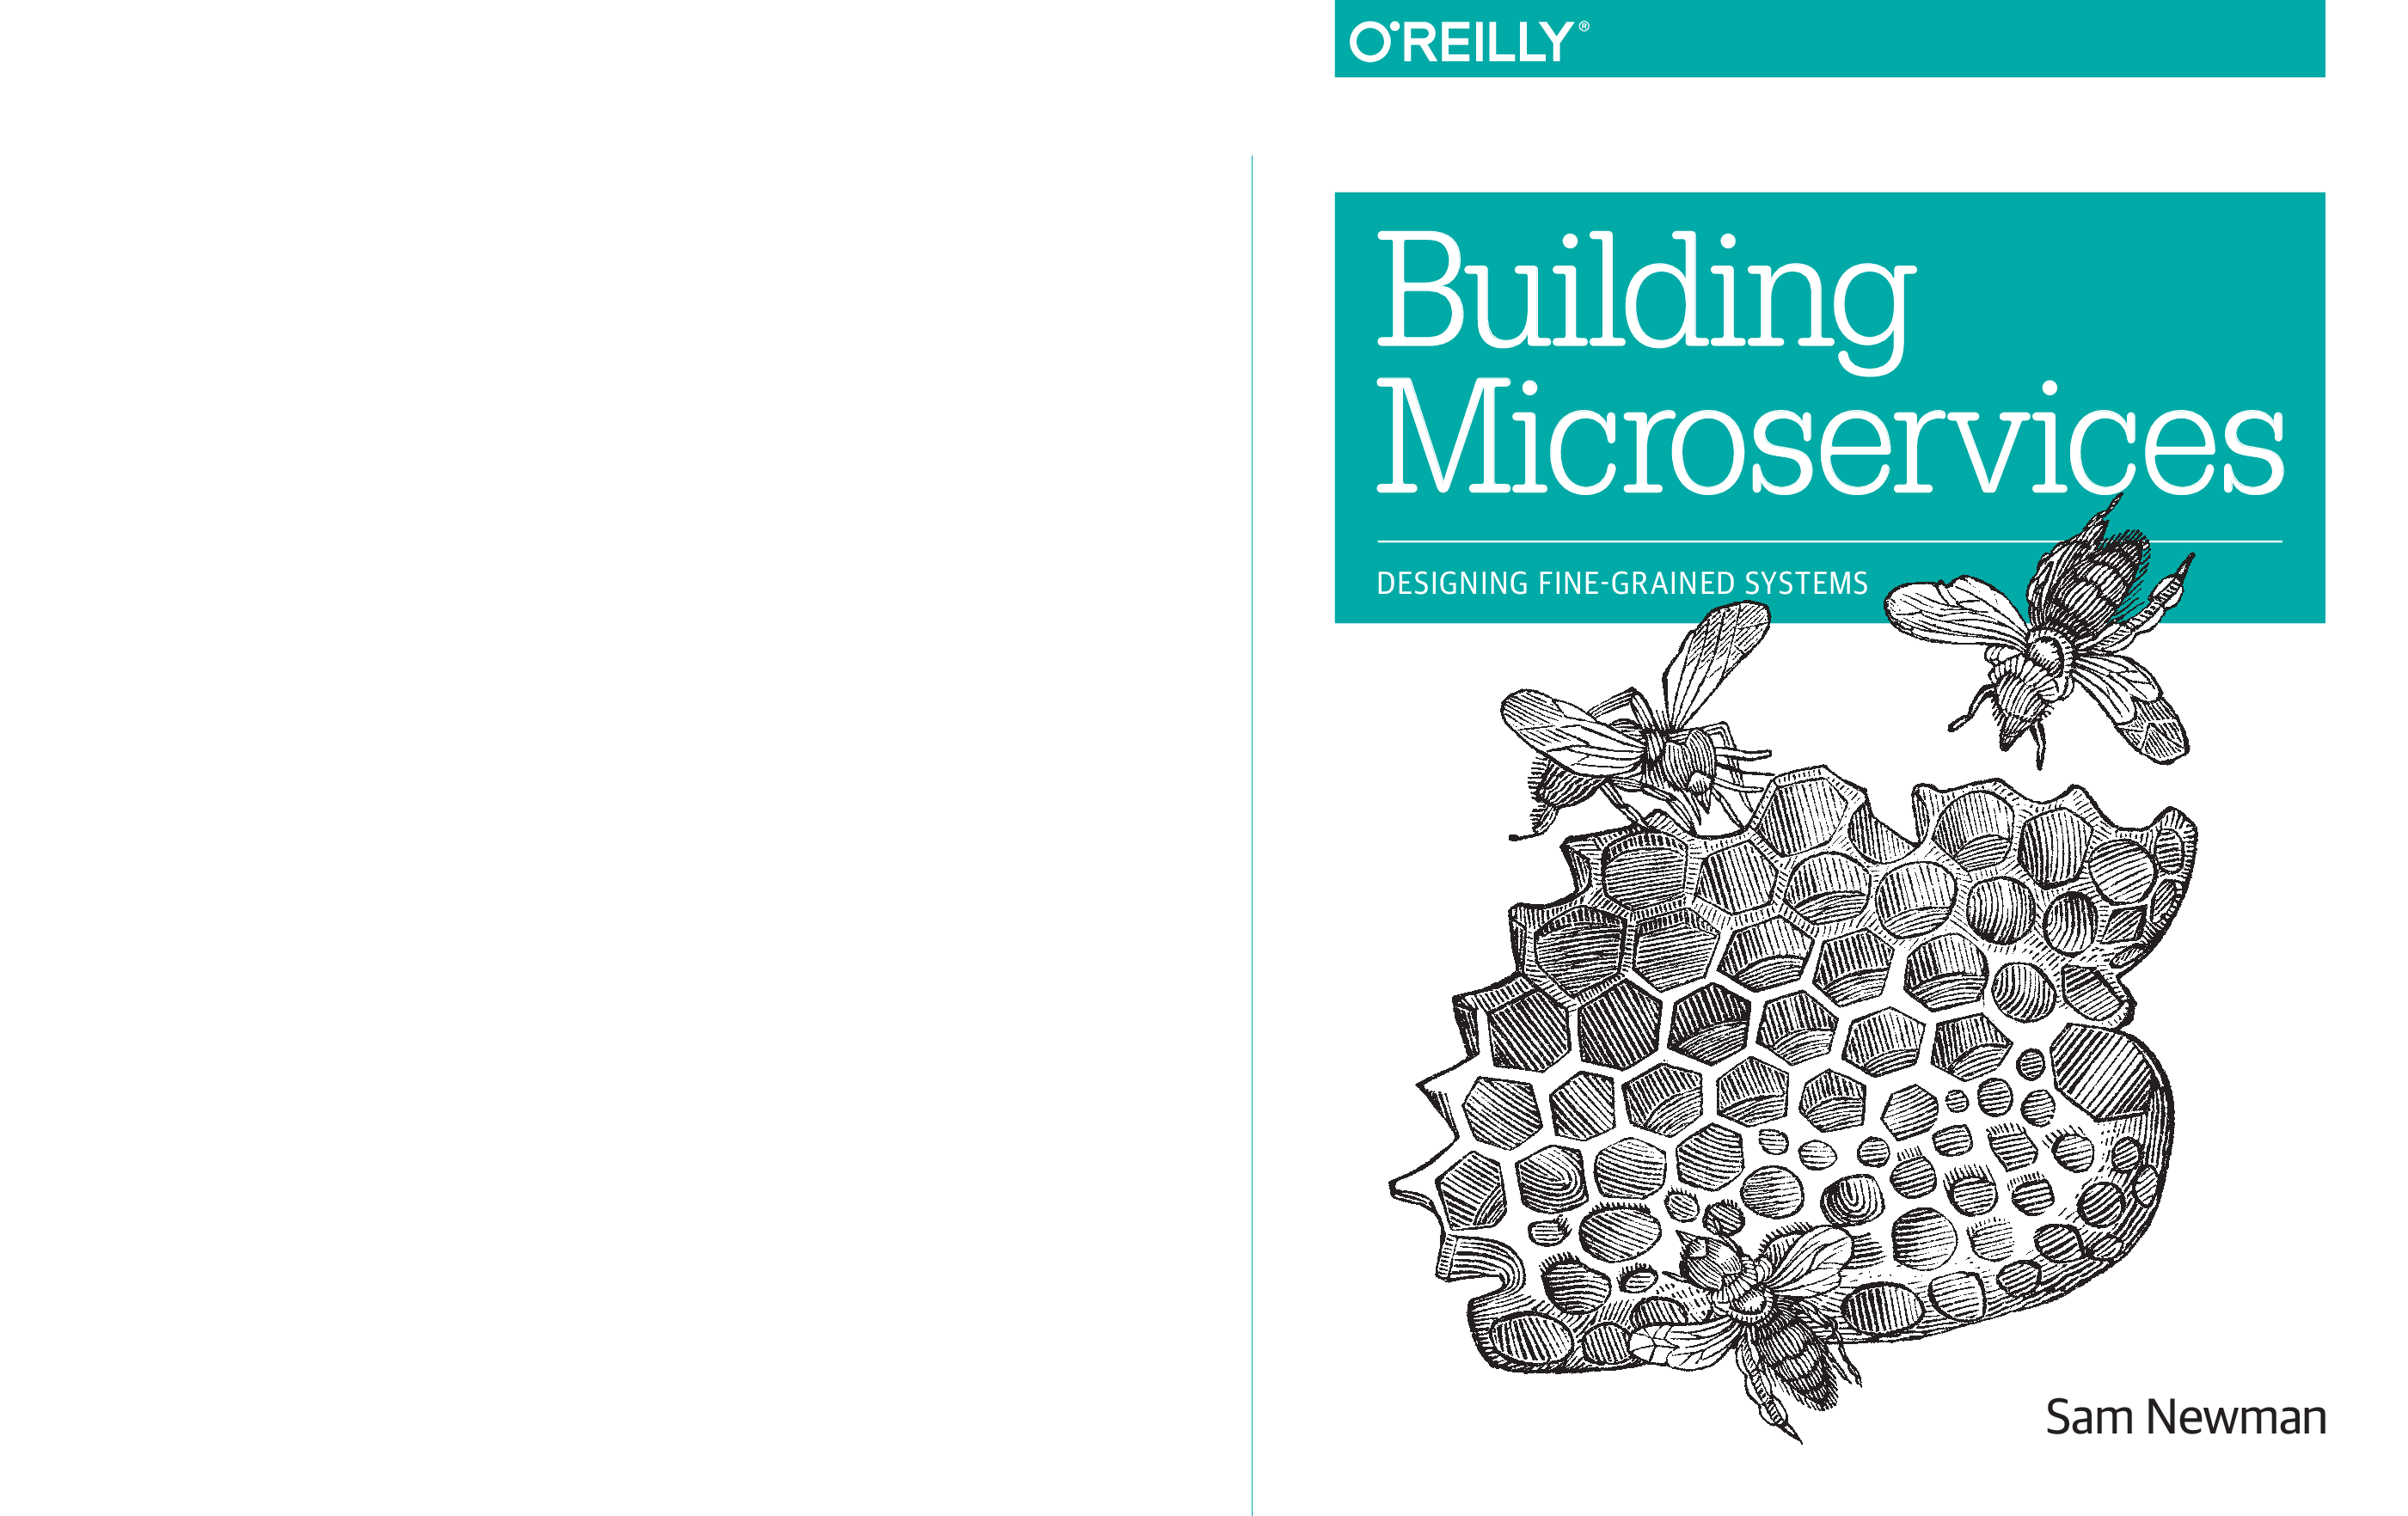 O'REILLY®
Building
Microservices
DESIGNING FINE-GRAINED SYSTEMS
Sam Newman